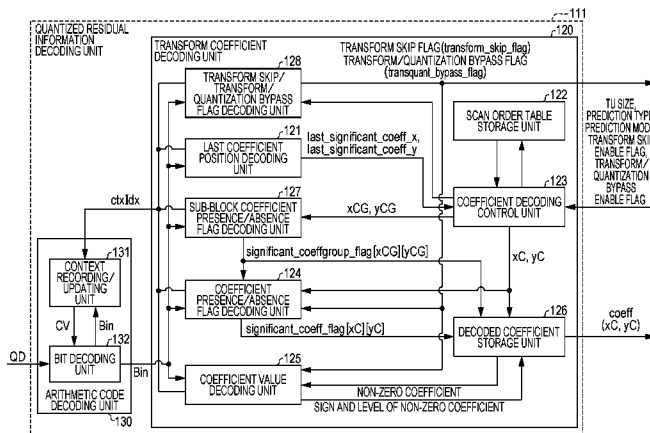 QUANTIZED RESIDUAL
INFORMATION
DECODING UNIT
111
120
TRANSFORM COEFFICIENT
DECODING UNIT
TRANSFORM SKIP FLAG(transform_skip_flag)
TRANSFORM/QUANTIZATION BYPASS FLAG
(transquant_bypass_flag)
128
TRANSFORM SKIP/
TRANSFORM/
QUANTIZATION BYPASS
FLAG DECODING UNIT
122
SCAN ORDER TABLE
STORAGE UNIT
TU SIZE,
PREDICTION TYPE
PREDICTION MODE
TRANSFORM SKIP
ENABLE FLAG,
TRANSFORM/
QUANTIZATION
BYPASS
ENABLE FLAG
121
LAST COEFFICIENT
POSITION DECODING
UNIT
last_significant_coeff_x,
last_significant_coeff_y
123
COEFFICIENT DECODING
CONTROL UNIT
127
SUB-BLOCK COEFFICIENT
PRESENCE/ABSENCE
FLAG DECODING UNIT
xCG, yCG
ctxIdx
xC, yC
significant_coeffgroup_flag[xCG][yCG]
131
CONTEXT
RECORDING/
UPDATING
UNIT
124
COEFFICIENT
PRESENCE/ABSENCE
FLAG DECODING UNIT
126
DECODED COEFFICIENT
STORAGE UNIT
coeff
(xC, yC)
significant_coeff_flag[xC][yC]
CV
Bin
132
QD
BIT DECODING
UNIT
Bin
125
COEFFICIENT VALUE
DECODING UNIT
NON-ZERO COEFFICIENT
SIGN AND LEVEL OF NON-ZERO COEFFICIENT
ARITHMETIC CODE
DECODING UNIT
130